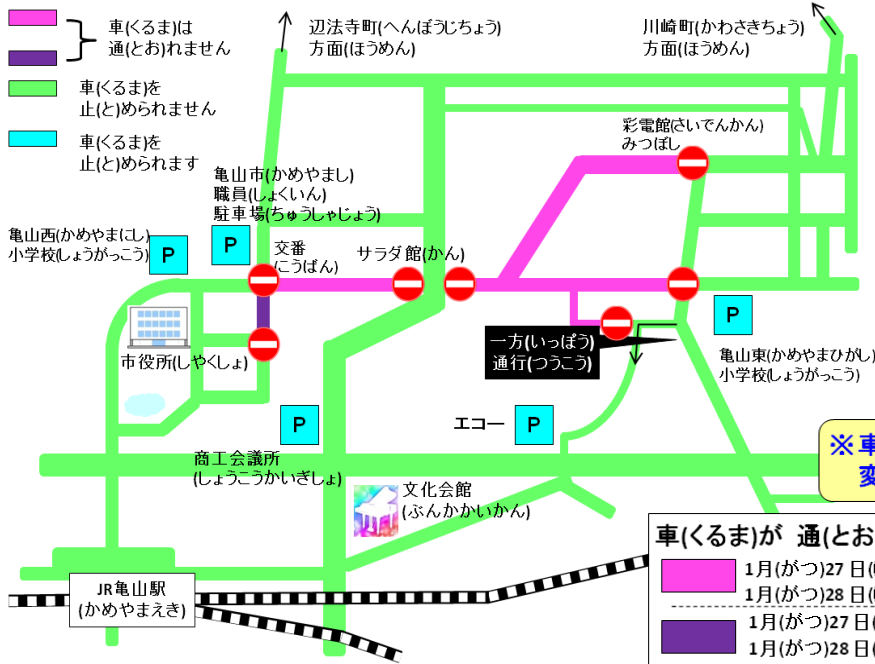 車(くるま)は
通(とお)れません
車(くるま)を
止(と)められません
車(くるま)を
止(と)められます
辺法寺町(へんぽうじちょう)
方面(ほうめん)
川崎町(かわさきちょう)
方面(ほうめん)
彩電館(さいでんかん)
みつぼし
亀山市(かめやまし)
職員(しょくいん)
駐車場(ちゅうしゃじょう)
P
亀山西(かめやまにし)
小学校(しょうがっこう)
P
交番
(こうばん)
サラダ館(かん)
市役所(しやくしょ)
一方(いっぽう)
通行(つうこう)
P
亀山東(かめやまひがし)
小学校(しょうがっこう)
P
商工会議所
(しょうこうかいぎしょ)
エコー
P
文化会館
(ぶんかかいかん)
JR亀山駅
(かめやまえき)
※車
変
車(くるま)が 通(とお
1月(がつ)27日(
1月(がつ)28日(
1月(がつ)27日(
1月(がつ)28日(